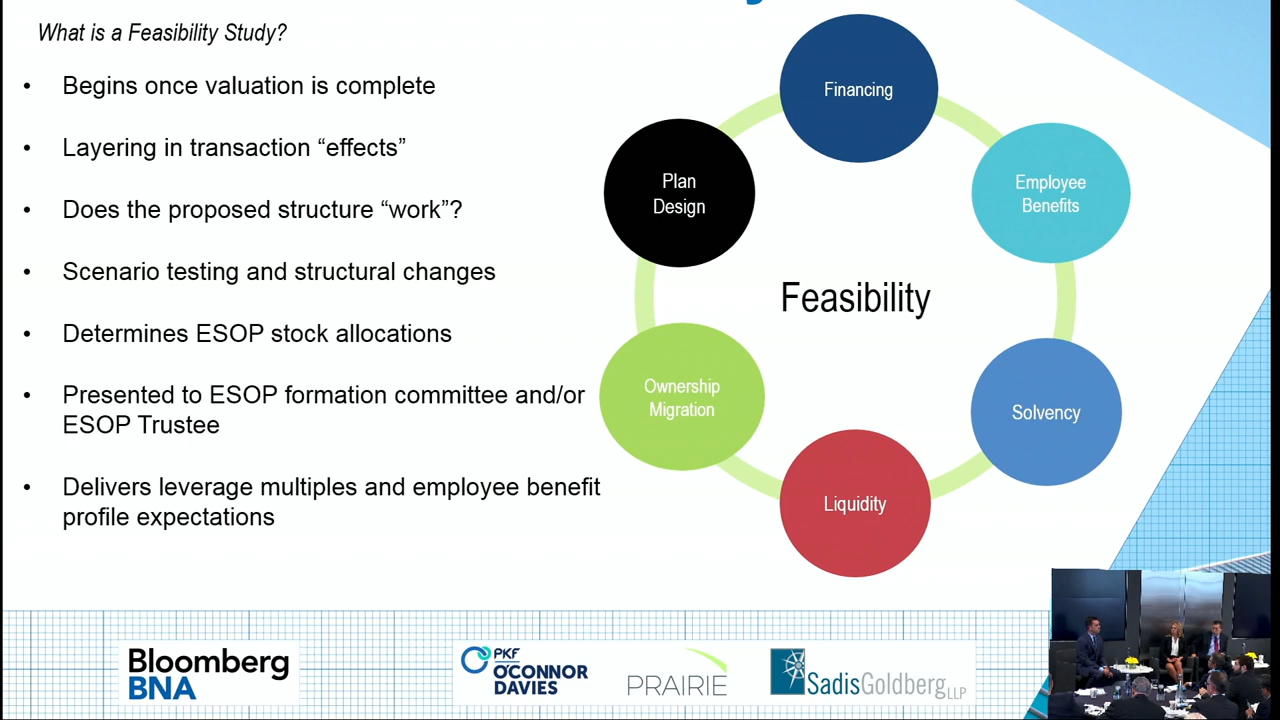 What is a Feasibility Study?
• Begins once valuation is complete
• Layering in transaction “effects”
• Does the proposed structure “work”?
• Scenario testing and structural changes
• Determines ESOP stock allocations
• Presented to ESOP formation committee and/or
ESOP Trustee
• Delivers leverage multiples and employee benefit
profile expectations
Financing
Employee
Benefits
Solvency
Liquidity
Ownership
Migration
Plan
Design
Feasibility
Bloomberg
BNA
PKF
O'CONNOR
DAVIES
PRAIRIE
SadisGoldberg LLP